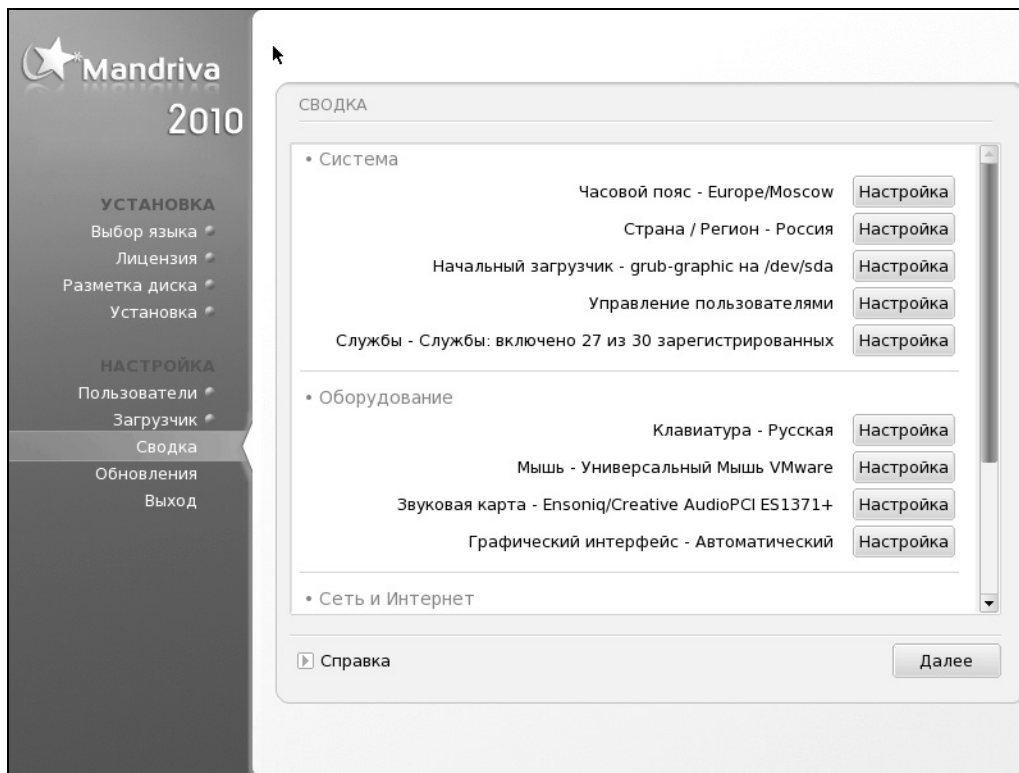 Mandriva
2010
УСТАНОВКА
Выбор языка
Лицензия
Разметка диска
Установка
НАСТРОЙКА
Пользователи
Загрузчик
Сводка
Обновления
Выход
СВОДКА
• Система
Часовой пояс - Europe/Moscow Настройка
Страна / Регион - Россия Настройка
Начальный загрузчик - grub-graphic на /dev/sda Настройка
Управление пользователями Настройка
Службы - Службы: включено 27 из 30 зарегистрированных Настройка
• Оборудование
Клавиатура - Русская Настройка
Мышь - Универсальный Мышь VMware Настройка
Звуковая карта - Ensoniq/Creative AudioPCI ES1371+ Настройка
Графический интерфейс - Автоматический Настройка
• Сеть и Интернет
Справка Далее